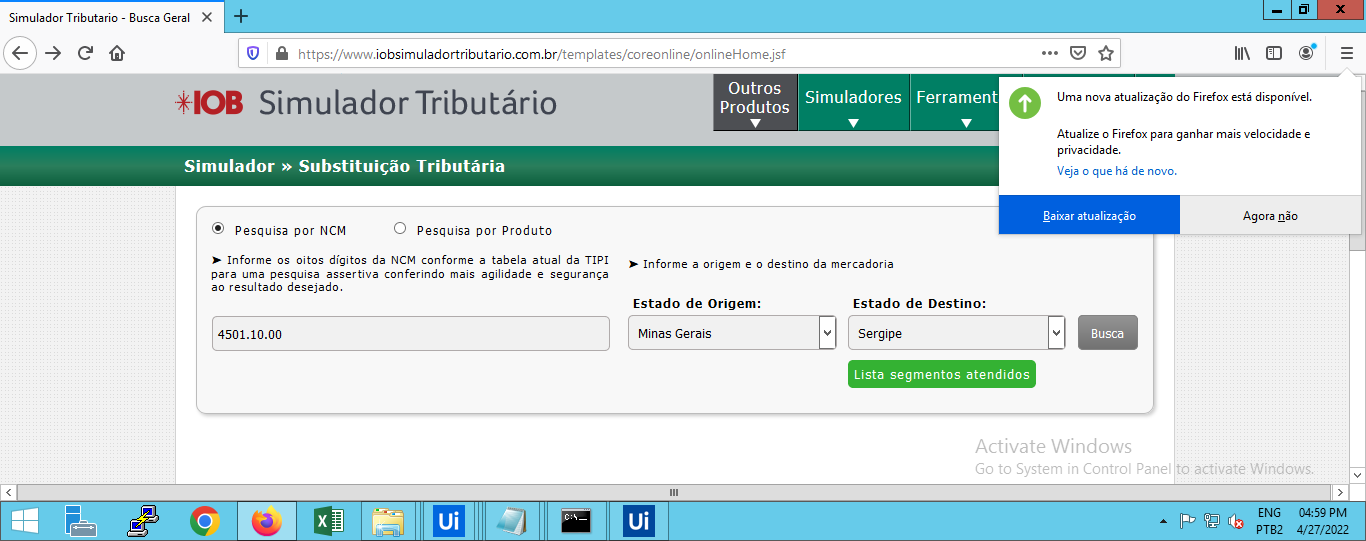 Simulador Tributario - Busca Geral
https://www.iobsimuladortributario.com.br/templates/coreonline/onlineHome.jsf
IOB Simulador Tributário
Outros Produtos
Simuladores
Ferrament
Uma nova atualização do Firefox está disponível.
Atualize o Firefox para ganhar mais velocidade e
privacidade.
Veja o que há de novo.
Baixar atualização
Agora não
Simulador » Substituição Tributária
Pesquisa por NCM
Pesquisa por Produto
➤ Informe os oitos dígitos da NCM conforme a tabela atual da TIPI
para uma pesquisa assertiva conferindo mais agilidade e segurança
ao resultado desejado.
➤ Informe a origem e o destino da mercadoria
Estado de Origem:
Estado de Destino:
4501.10.00
Minas Gerais
Sergipe
Busca
Lista segmentos atendidos
Activate Windows
Go to System in Control Panel to activate Windows.
Ui
C:\_
Ui
ENG
04:59 PM
PTB2
4/27/2022